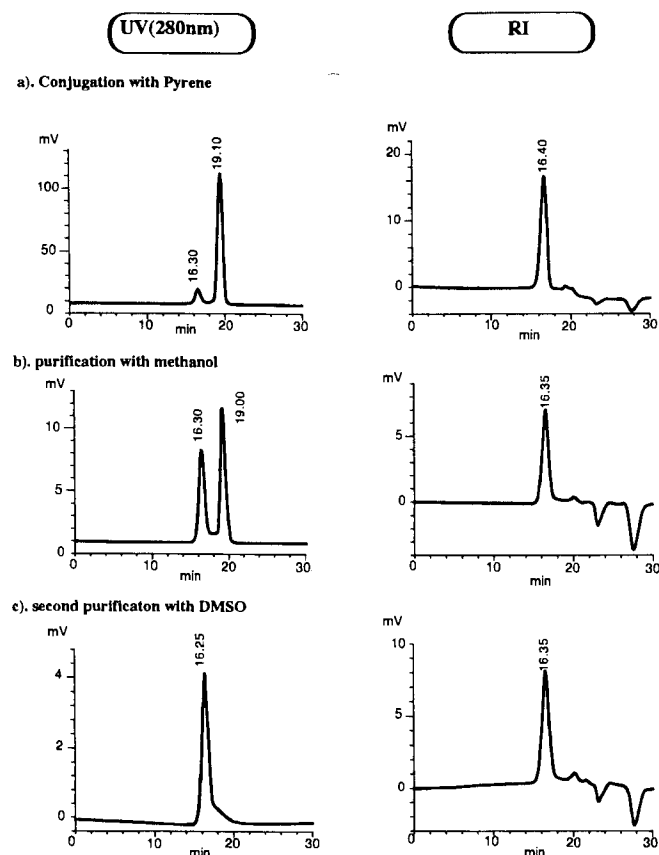 UV(280nm)
RI
a). Conjugation with Pyrene
mV
100
50
0
16.30
19.10
0
10
20
30
min
mV
20
10
0
16.40
0
10
20
30
min
b). purification with methanol
mV
10
5
0
16.30
19.00
0
10
20
30
min
mV
5
0
16.35
0
10
20
30
min
c). second purificaton with DMSO
mV
4
2
0
16.25
0
10
20
30
min
mV
10
5
0
16.35
0
10
20
30
min